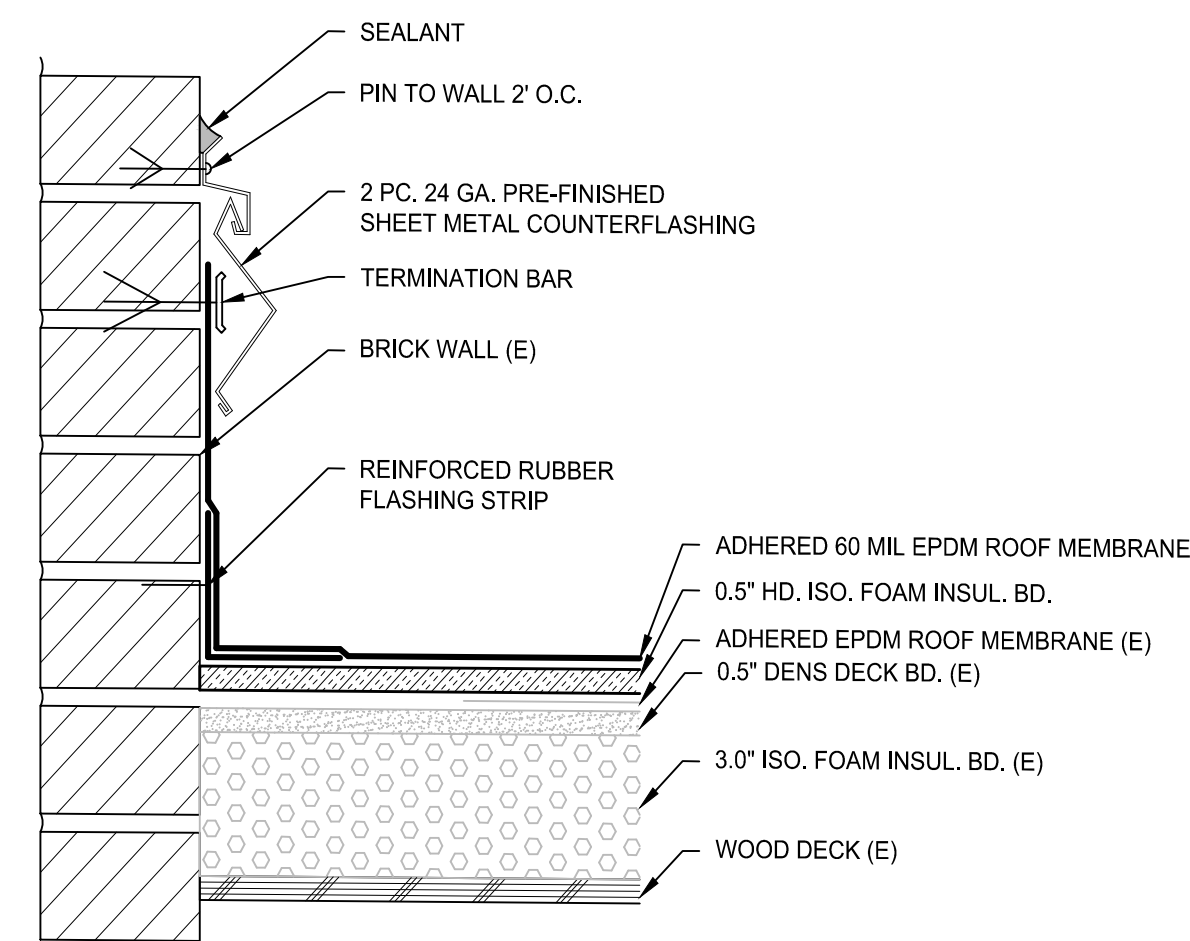 SEALANT
PIN TO WALL 2' O.C.
2 PC. 24 GA. PRE-FINISHED
SHEET METAL COUNTERFLASHING
TERMINATION BAR
BRICK WALL (E)
REINFORCED RUBBER
FLASHING STRIP
ADHERED 60 MIL EPDM ROOF MEMBRANE
0.5" HD. ISO. FOAM INSUL. BD.
ADHERED EPDM ROOF MEMBRANE (E)
0.5" DENS DECK BD. (E)
3.0" ISO. FOAM INSUL. BD. (E)
WOOD DECK (E)